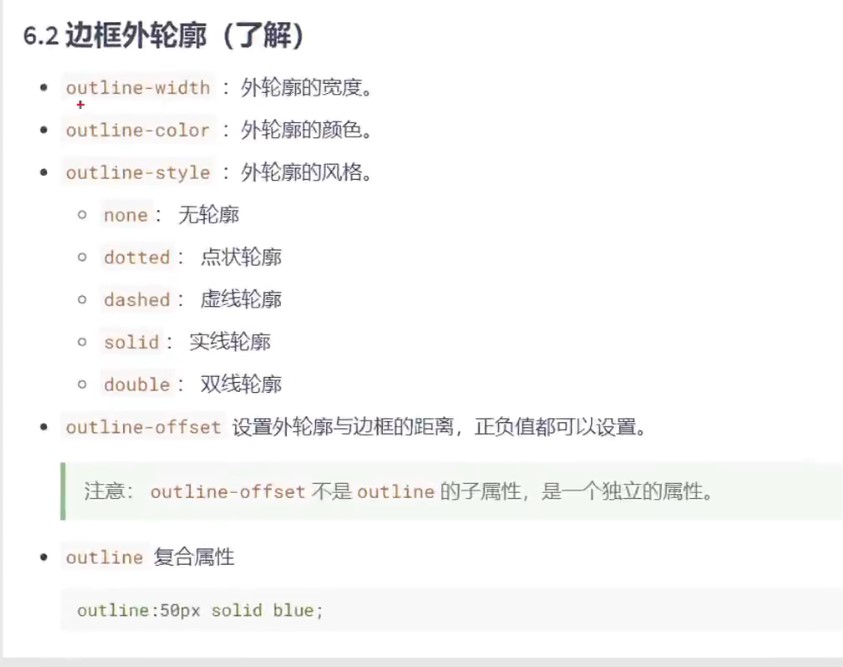 6.2 边框外轮廓（了解）
outline-width ：外轮廓的宽度。
outline-color ：外轮廓的颜色。
outline-style ：外轮廓的风格。
none： 无轮廓
dotted： 点状轮廓
dashed： 虚线轮廓
solid： 实线轮廓
double： 双线轮廓
outline-offset 设置外轮廓与边框的距离，正负值都可以设置。
注意： outline-offset 不是 outline 的子属性，是一个独立的属性。
outline 复合属性
outline:50px solid blue;